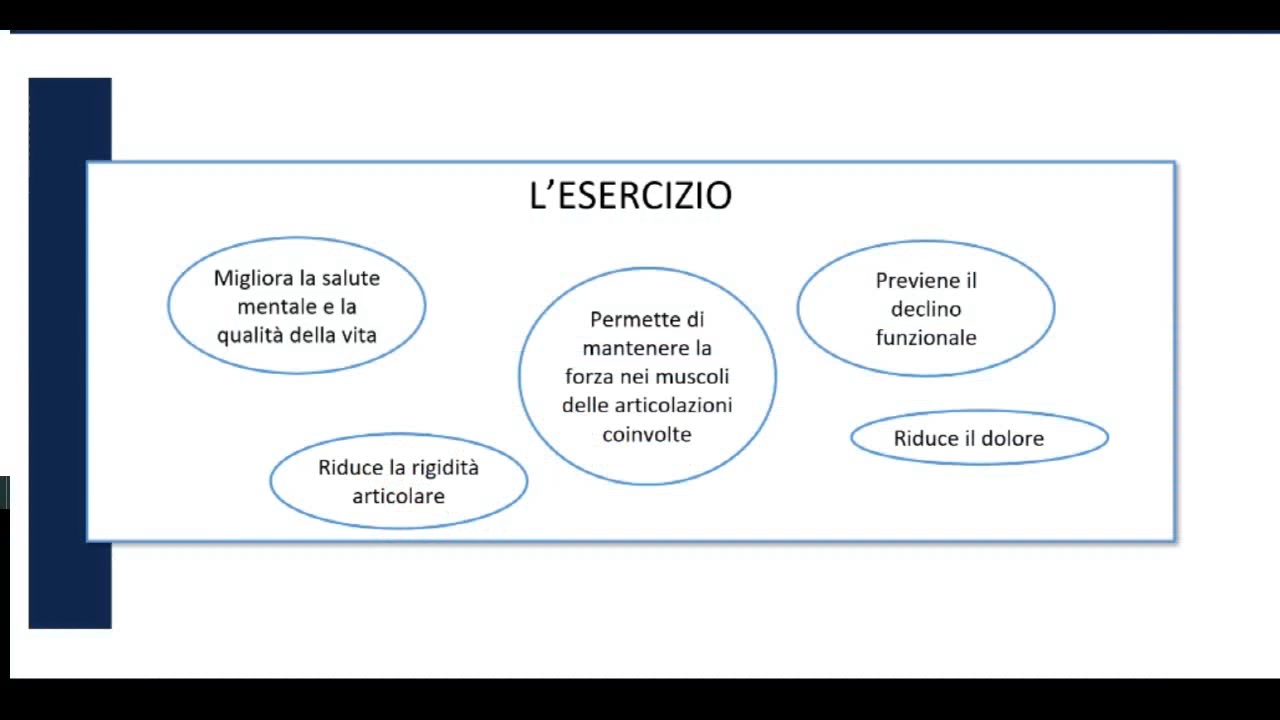 L’ESERCIZIO
Migliora la salute
mentale e la
qualità della vita
Permette di
mantenere la
forza nei muscoli
delle articolazioni
coinvolte
Previene il
declino
funzionale
Riduce la rigidità
articolare
Riduce il dolore